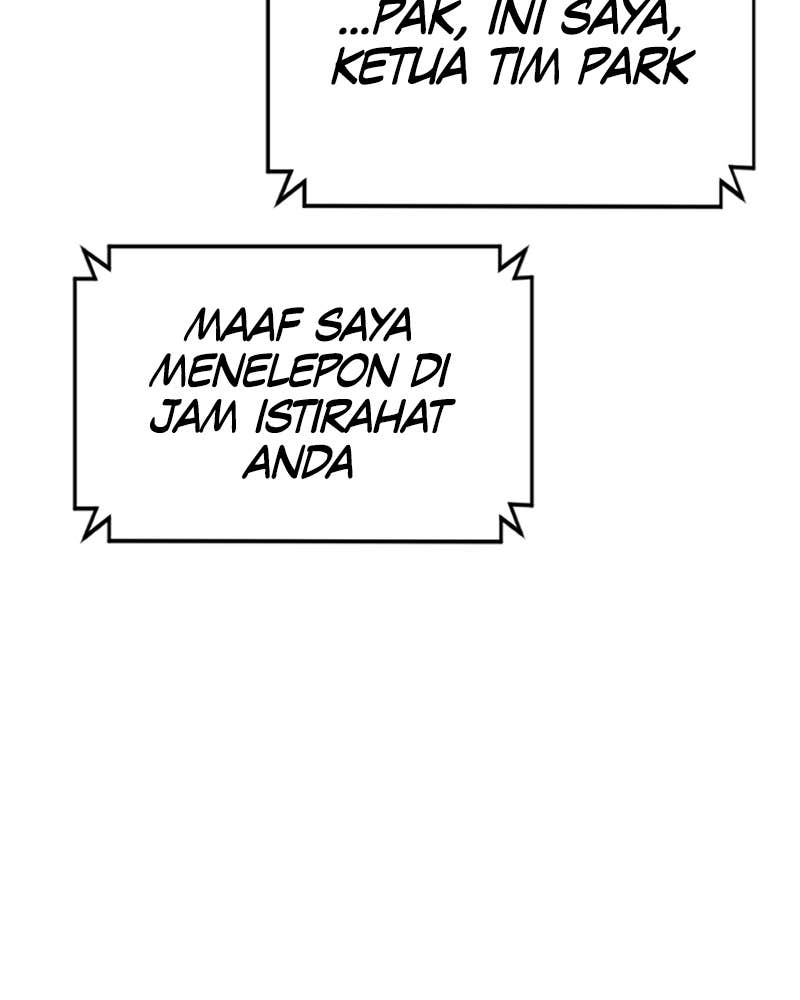 ...PAK, INI SAYA,
KETUA TIM PARK
MAAF SAYA
MENELEPON DI
JAM ISTIRAHAT
ANDA